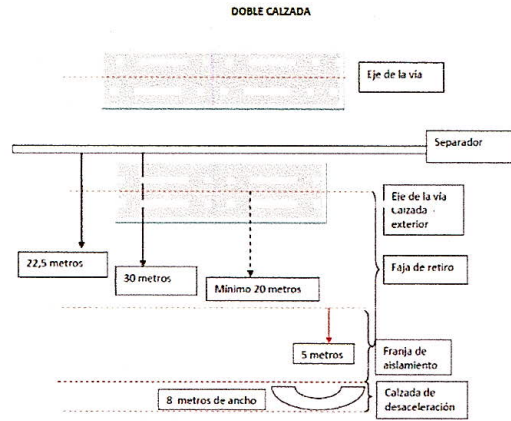 DOBLE CALZADA
Eje de la vía
Separador
Eje de la vía
Calzada
exterior
22,5 metros
30 metros
Mínimo 20 metros
Faja de retiro
5 metros
Franja de
aislamiento
8 metros de ancho
Calzada de
desaceleración